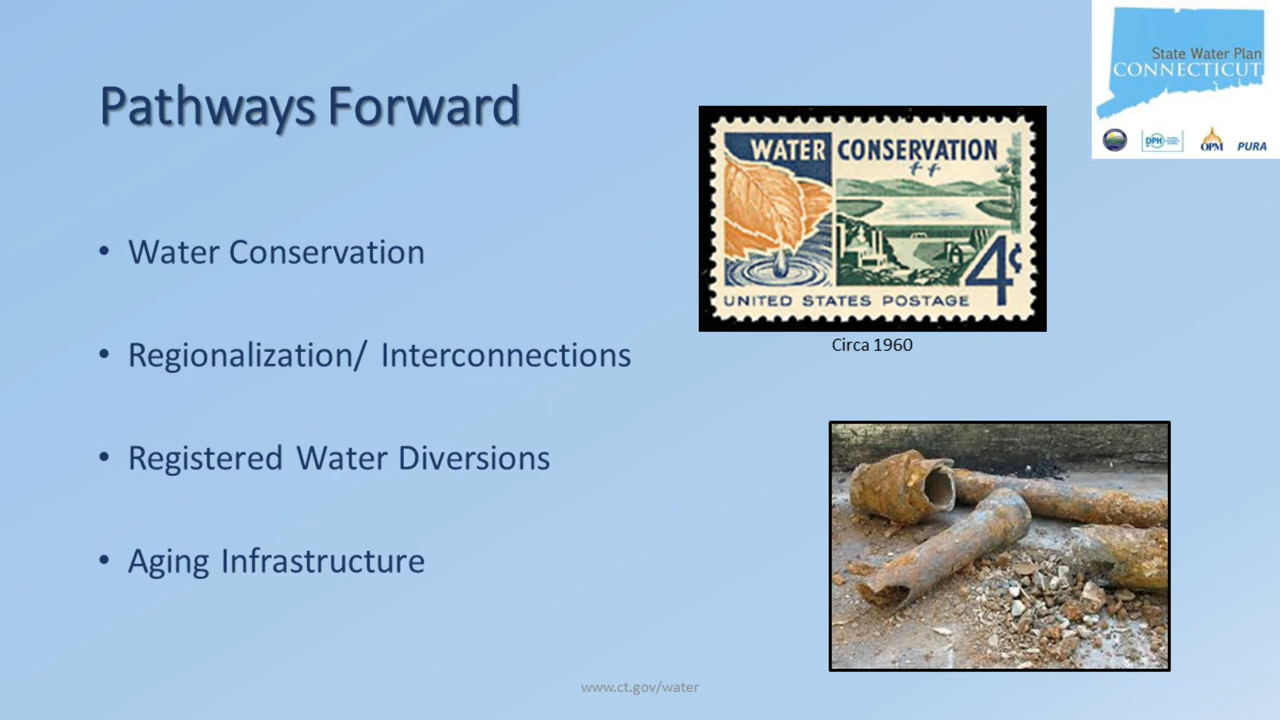 State Water Plan
CONNECTICUT
DPH
OPM
PURA
Pathways Forward
WATER CONSERVATION
4¢
UNITED STATES POSTAGE
Circa 1960
• Water Conservation
• Regionalization/ Interconnections
• Registered Water Diversions
• Aging Infrastructure
www.ct.gov/water